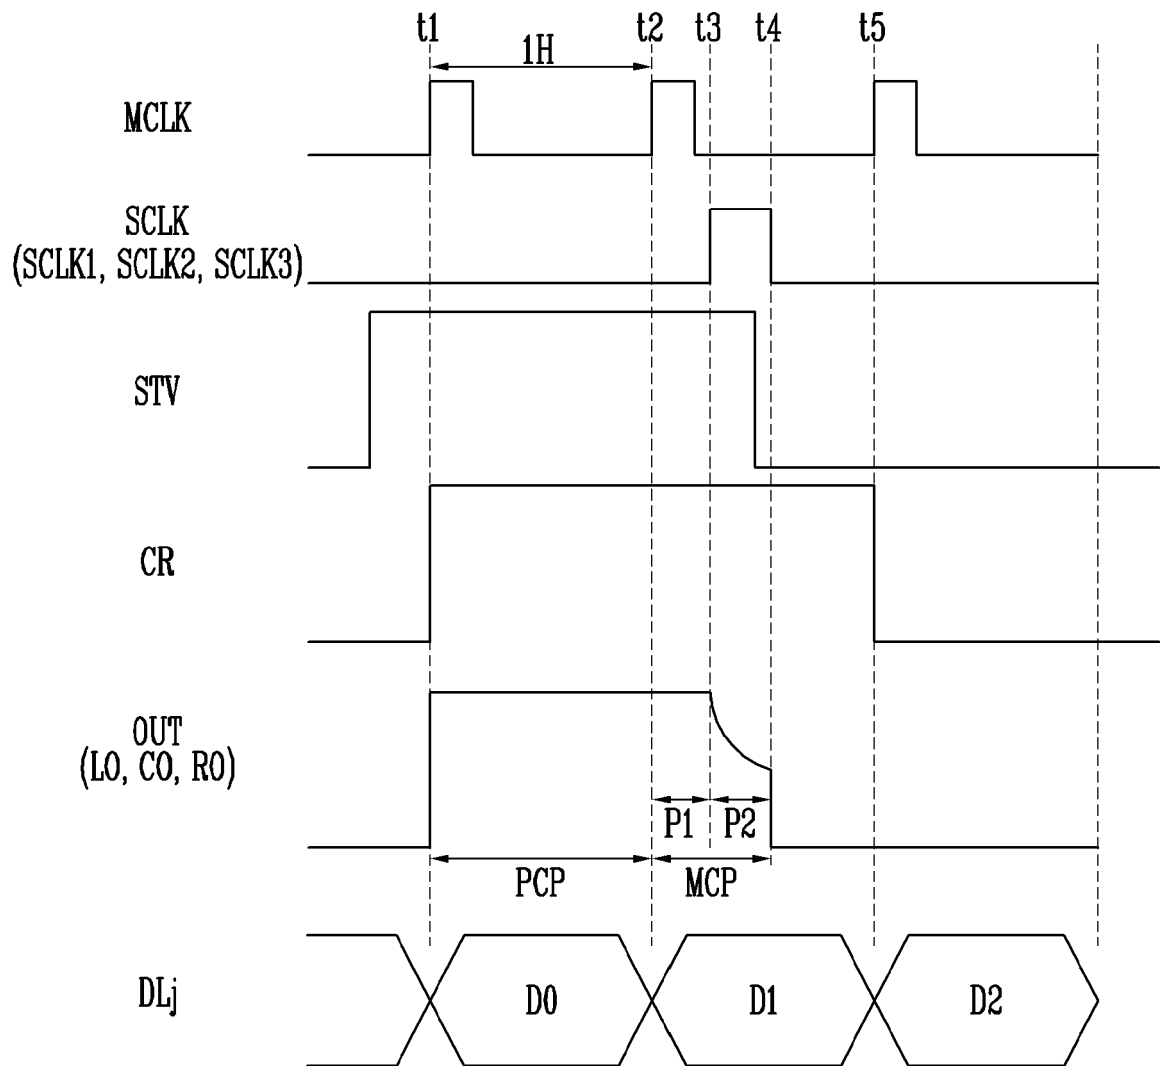 t1 t2 t3 t4 t5
1H
MCLK
SCLK
(SCLK1, SCLK2, SCLK3)
STV
CR
OUT
(LO, CO, RO)
P1 P2
PCP MCP
DLj D0 D1 D2